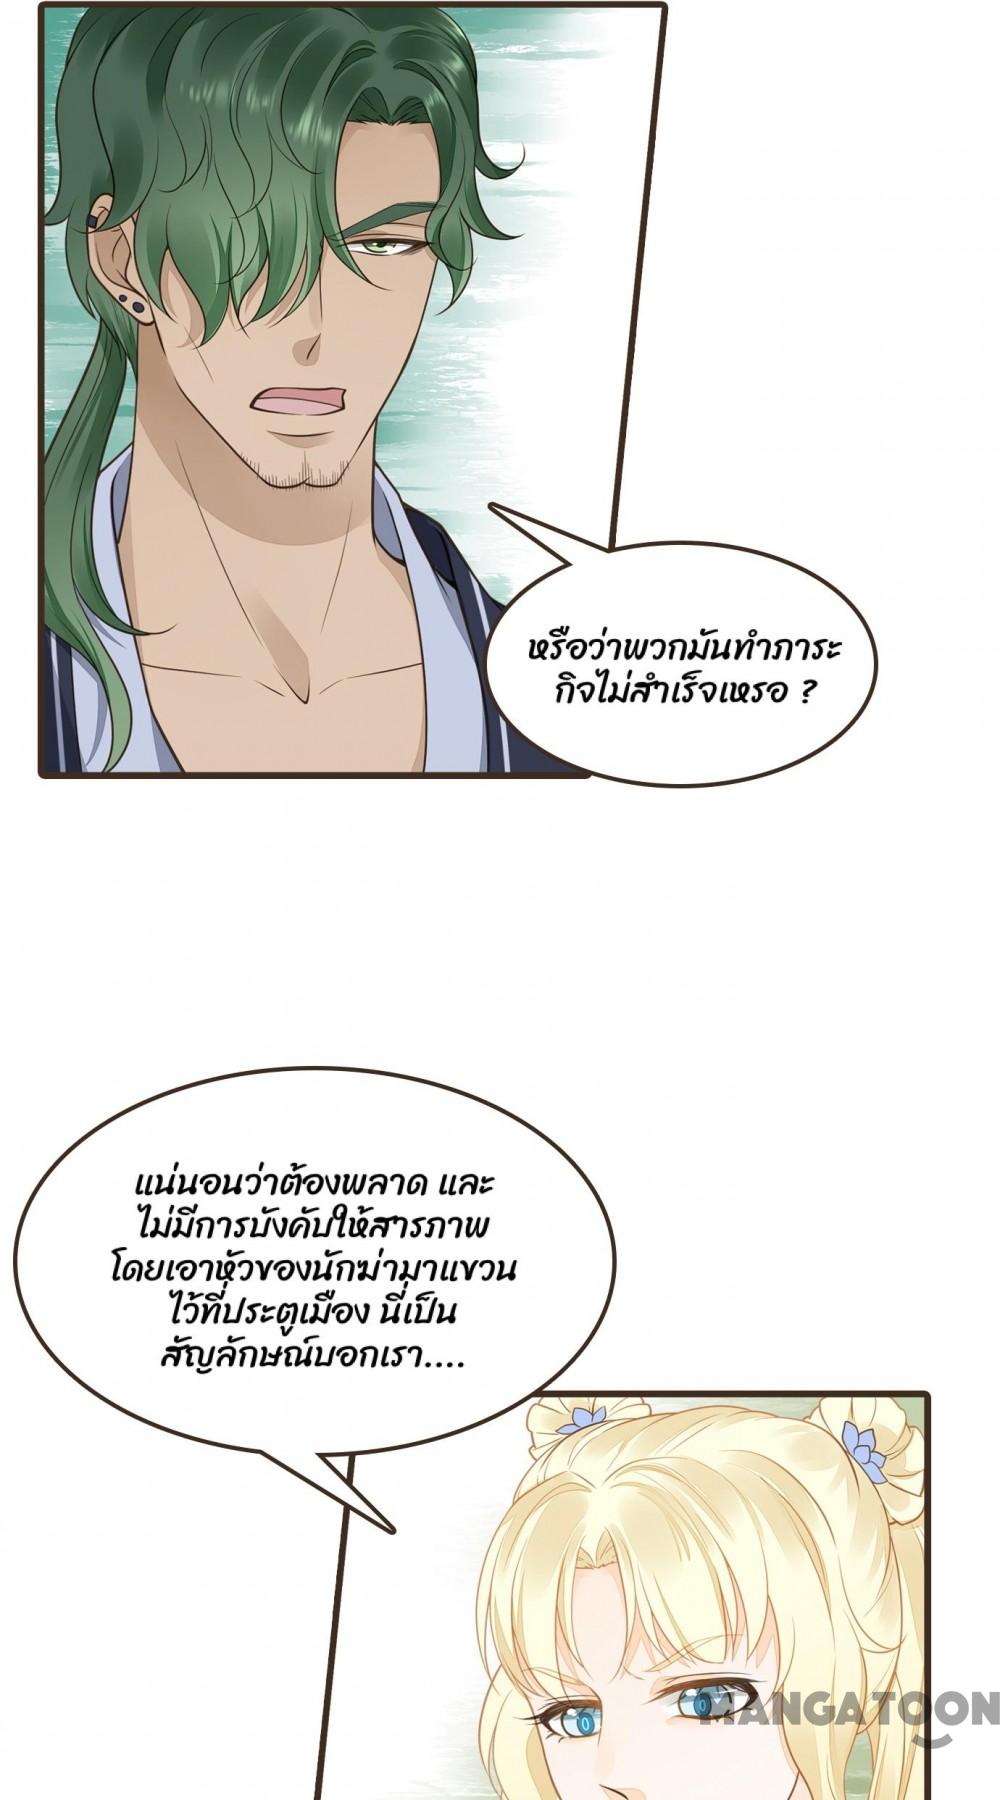 หรือว่าพวกมันทำภาระ
กิจไม่สำเร็จเหรอ ?
แน่นอนว่าต้องพลาด และ
ไม่มีการบังคับให้สารภาพ
โดยเอาหัวของนักฆ่ามาแขวน
ไว้ที่ประตูเมือง นี่เป็น
สัญลักษณ์บอกเรา....
MANGATOON